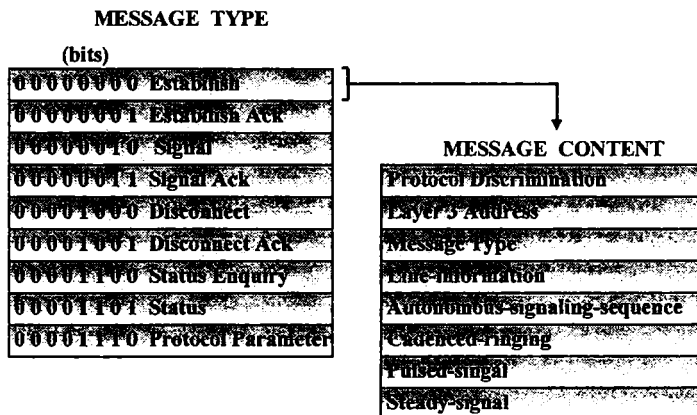 MESSAGE TYPE
(bits)
0 0 0 0 0 0 0 0 Establish
0 0 0 0 0 0 0 1 Establish Ack
0 0 0 0 0 0 1 0 Signal
0 0 0 0 0 0 1 1 Signal Ack
0 0 0 0 1 0 0 0 Disconnect
0 0 0 0 1 0 0 1 Disconnect Ack
0 0 0 0 1 1 0 0 Status Enquiry
0 0 0 0 1 1 0 1 Status
0 0 0 0 1 1 1 0 Protocol Parameter
MESSAGE CONTENT
Protocol Discrimination
Layer 3 Address
Message Type
Line-information
Autonomous-signaling-sequence
Cadenced-ringing
Pulsed-singal
Steady-signal